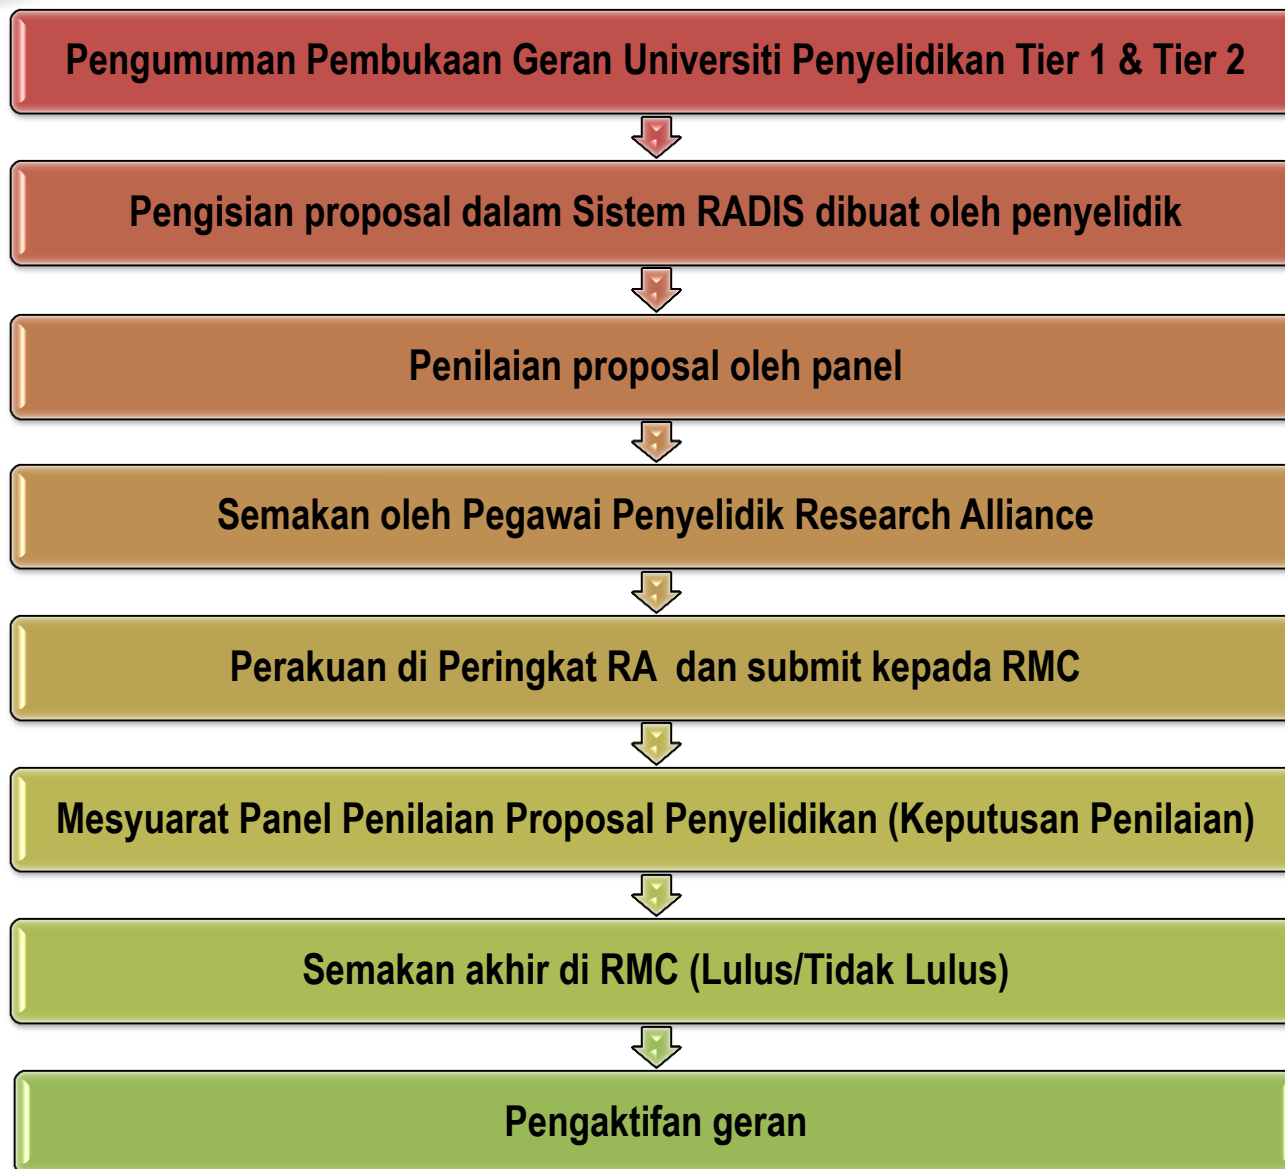 Pengumuman Pembukaan Geran Universiti Penyelidikan Tier 1 & Tier 2
Pengisian proposal dalam Sistem RADIS dibuat oleh penyelidik
Penilaian proposal oleh panel
Semakan oleh Pegawai Penyelidik Research Alliance
Perakuan di Peringkat RA dan submit kepada RMC
Mesyuarat Panel Penilaian Proposal Penyelidikan (Keputusan Penilaian)
Semakan akhir di RMC (Lulus/Tidak Lulus)
Pengaktifan geran